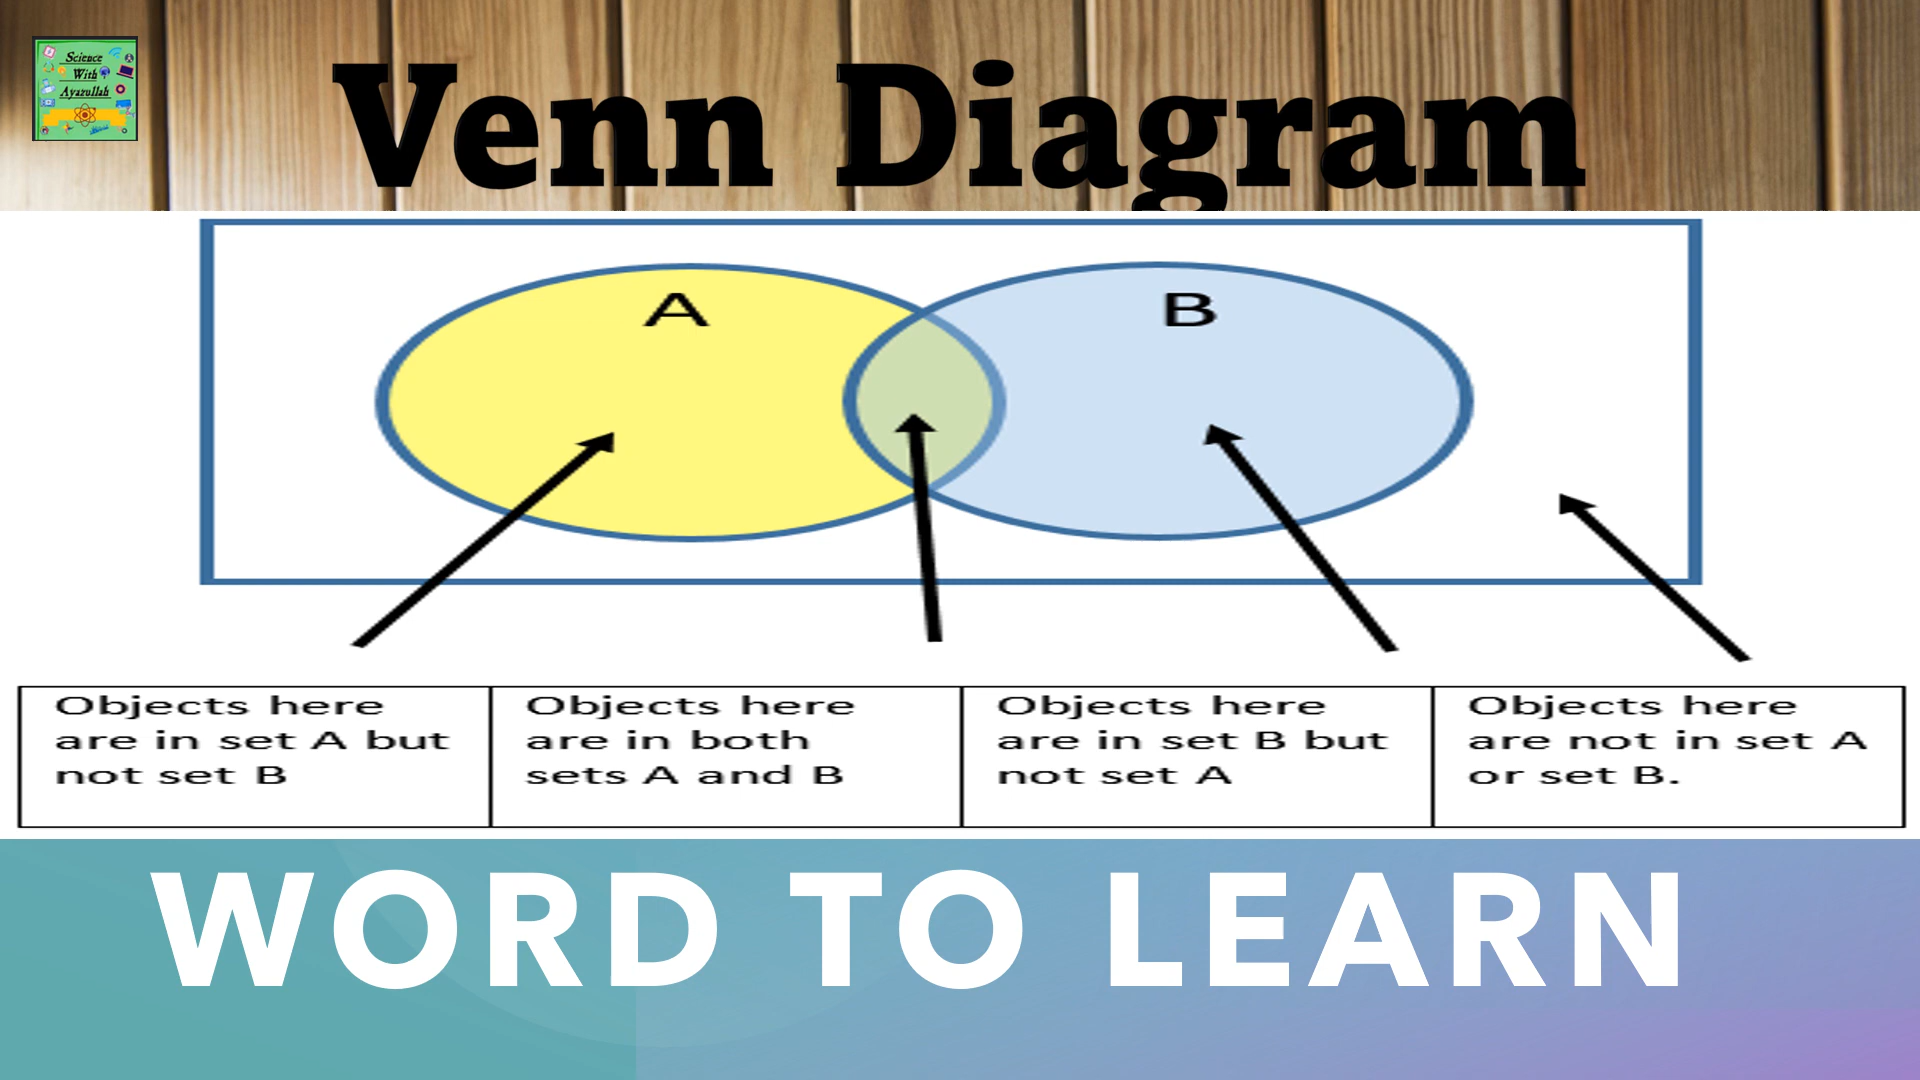 Science
With
Ayazullah
Venn Diagram
A
B
Objects here
are in set A but
not set B
Objects here
are in both
sets A and B
Objects here
are in set B but
not set A
Objects here
are not in set A
or set B.
WORD TO LEARN